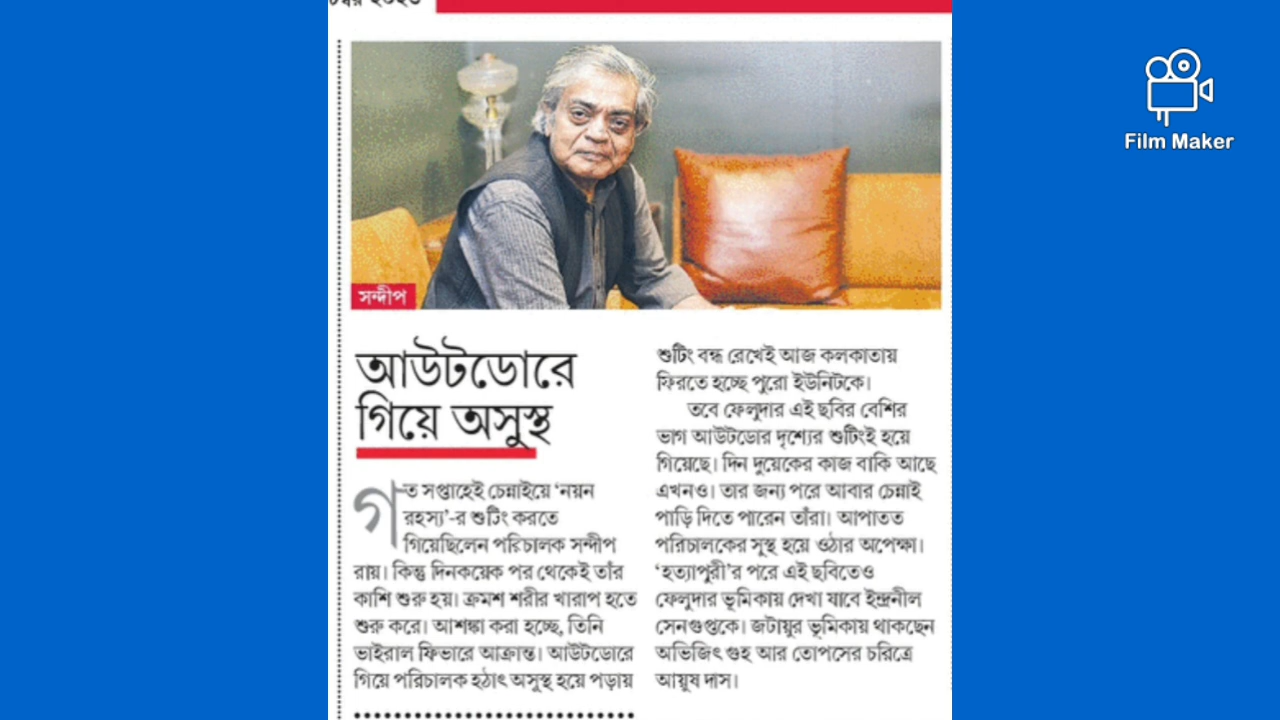 সন্দীপ
আউটডোরে
গিয়ে অসুস্থ
গত সপ্তাহেই চেন্নাইয়ে ‘নয়ন
রহস্য’-র শুটিং করতে
গিয়েছিলেন পরিচালক সন্দীপ
রায়। কিন্তু দিনকয়েক পর থেকেই তাঁর
কাশি শুরু হয়। ক্রমশ শরীর খারাপ হতে
শুরু করে। আশঙ্কা করা হচ্ছে, তিনি
ভাইরাল ফিভারে আক্রান্ত। আউটডোরে
গিয়ে পরিচালক হঠাৎ অসুস্থ হয়ে পড়ায়
শুটিং বন্ধ রেখেই আজ কলকাতায়
ফিরতে হচ্ছে পুরো ইউনিটকে।
তবে ফেলুদার এই ছবির বেশির
ভাগ আউটডোর দৃশ্যের শুটিংই হয়ে
গিয়েছে। দিন দুয়েকের কাজ বাকি আছে
এখনও। তার জন্য পরে আবার চেন্নাই
পাড়ি দিতে পারেন তাঁরা। আপাতত
পরিচালকের সুস্থ হয়ে ওঠার অপেক্ষা।
‘হত্যাপুরী’র পরে এই ছবিতেও
ফেলুদার ভূমিকায় দেখা যাবে ইন্দ্রনীল
সেনগুপ্তকে। জটায়ুর ভূমিকায় থাকছেন
অভিজিৎ গুহ আর তোপসের চরিত্রে
আয়ুষ দাস।
Film Maker